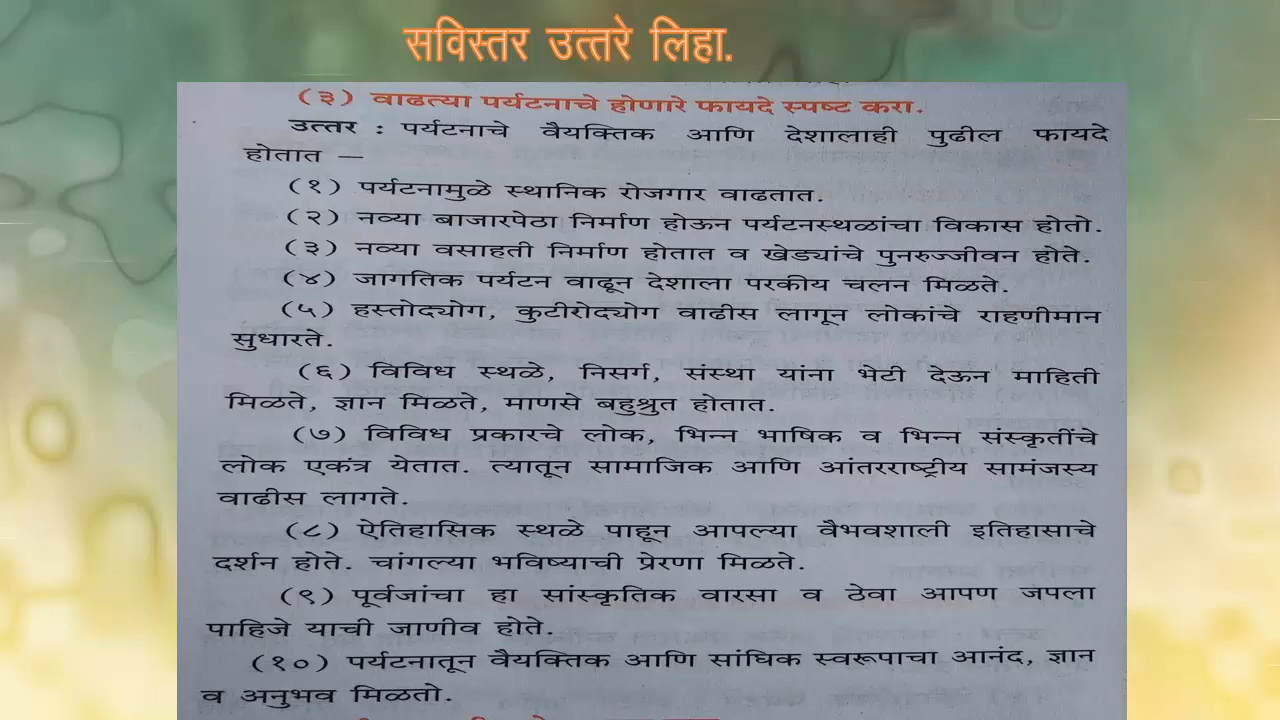 सविस्तर उत्तरे लिहा.
(३) वाढत्या पर्यटनाचे होणारे फायदे स्पष्ट करा.
उत्तर : पर्यटनाचे वैयक्तिक आणि देशालाही पुढील फायदे
होतात —
(१) पर्यटनामुळे स्थानिक रोजगार वाढतात.
(२) नव्या बाजारपेठा निर्माण होऊन पर्यटनस्थळांचा विकास होतो.
(३) नव्या वसाहती निर्माण होतात व खेड्यांचे पुनरुज्जीवन होते.
(४) जागतिक पर्यटन वाढून देशाला परकीय चलन मिळते.
(५) हस्तोद्योग, कुटीरोद्योग वाढीस लागून लोकांचे राहणीमान
सुधारते.
(६) विविध स्थळे, निसर्ग, संस्था यांना भेटी देऊन माहिती
मिळते, ज्ञान मिळते, माणसे बहुश्रुत होतात.
(७) विविध प्रकारचे लोक, भिन्न भाषिक व भिन्न संस्कृतींचे
लोक एकंत्र येतात. त्यातून सामाजिक आणि आंतरराष्ट्रीय सामंजस्य
वाढीस लागते.
(८) ऐतिहासिक स्थळे पाहून आपल्या वैभवशाली इतिहासाचे
दर्शन होते. चांगल्या भविष्याची प्रेरणा मिळते.
(९) पूर्वजांचा हा सांस्कृतिक वारसा व ठेवा आपण जपला
पाहिजे याची जाणीव होते.
(१०) पर्यटनातून वैयक्तिक आणि सांघिक स्वरूपाचा आनंद, ज्ञान
व अनुभव मिळतो.